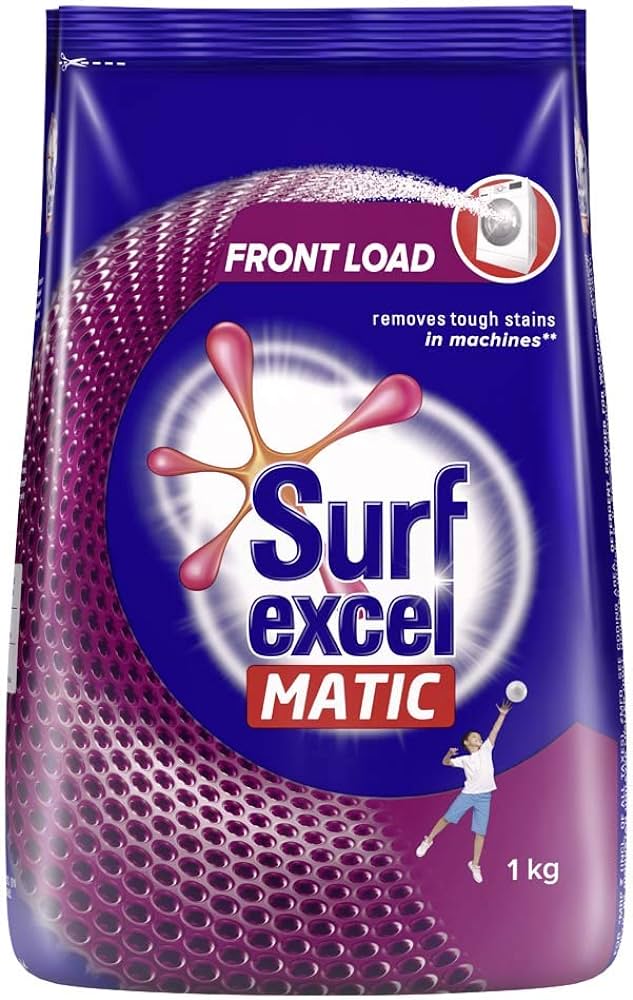 FRONT LOAD
removes tough stains
in machines**
Surf
excel
MATIC
1 kg